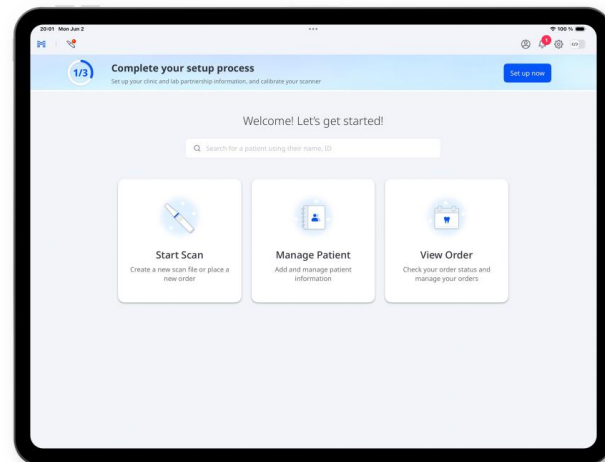 20:01 Mon Jun 2
100 %
1
1/3
Complete your setup process
Set up your clinic and lab partnership information, and calibrate your scanner
Set up now
Welcome! Let's get started!
Search for a patient using their name, ID
Start Scan
Create a new scan file or place a
new order
Manage Patient
Add and manage patient
information
View Order
Check your order status and
manage your orders